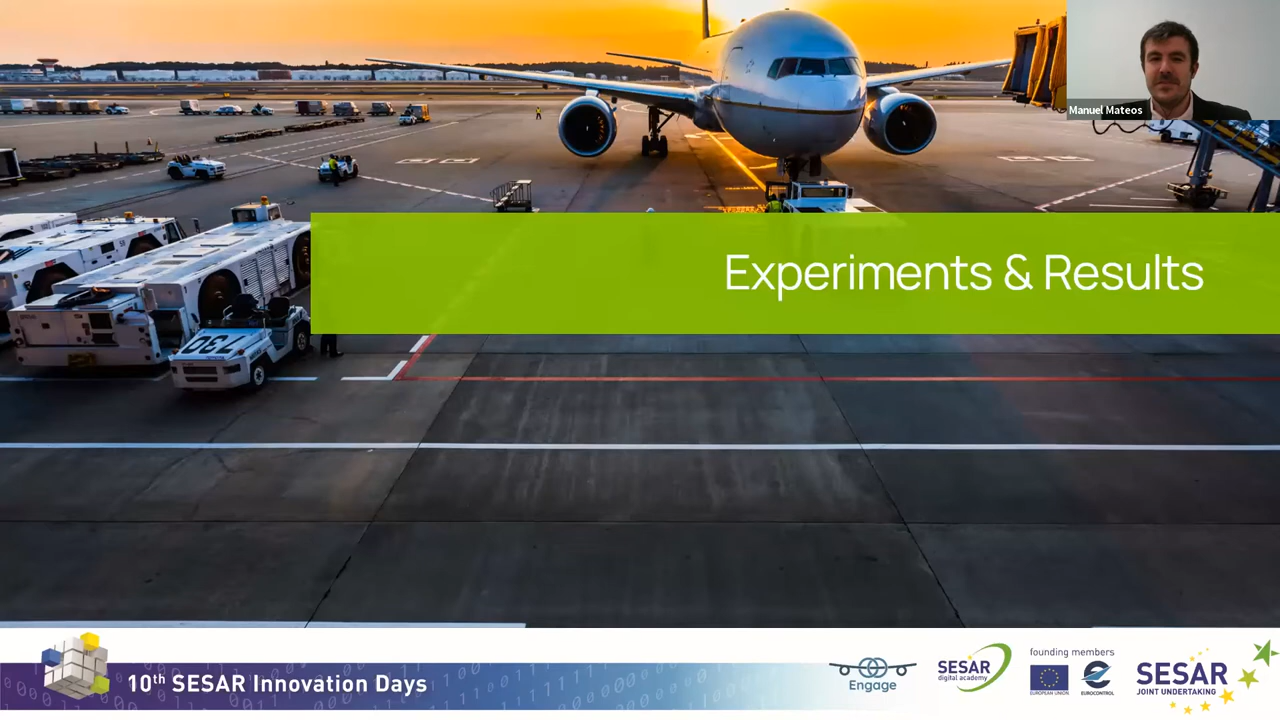 Manuel Mateos
Experiments & Results
730
10th SESAR Innovation Days
Engage
SESAR
digital academy
founding members
EUROPEAN UNION
EUROCONTROL
SESAR
JOINT UNDERTAKING